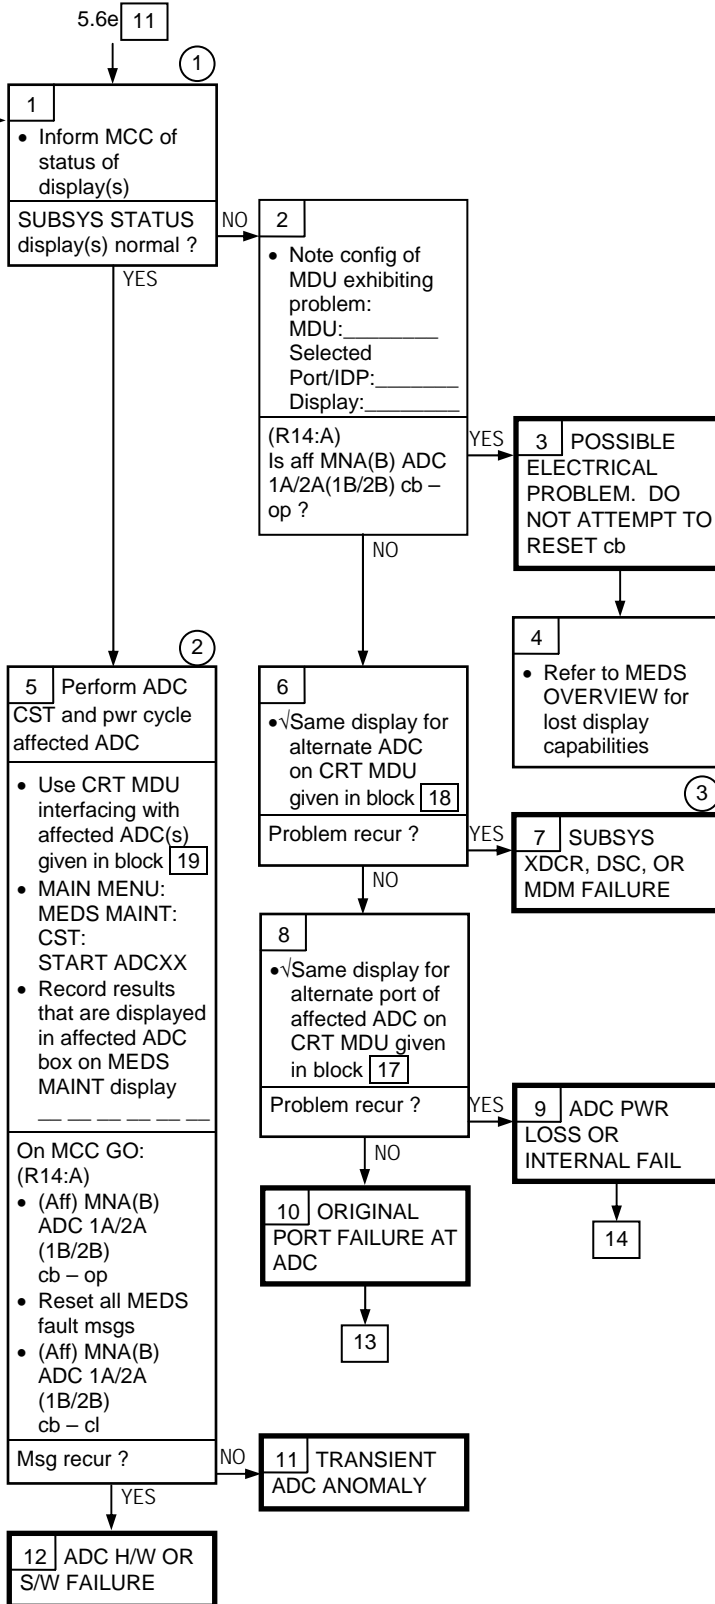 5.6e 11
1
1
• Inform MCC of
status of
display(s)
SUBSYS STATUS
display(s) normal ?
NO
YES
2
• Note config of
MDU exhibiting
problem:
MDU:________
Selected
Port/IDP:_______
Display:________
(R14:A)
Is aff MNA(B) ADC
1A/2A(1B/2B) cb –
op ?
YES
NO
3 POSSIBLE
ELECTRICAL
PROBLEM. DO
NOT ATTEMPT TO
RESET cb
4
• Refer to MEDS
OVERVIEW for
lost display
capabilities
2
5 Perform ADC
CST and pwr cycle
affected ADC
• Use CRT MDU
interfacing with
affected ADC(s)
given in block 19
• MAIN MENU:
MEDS MAINT:
CST:
START ADCXX
• Record results
that are displayed
in affected ADC
box on MEDS
MAINT display
__ __ __ __ __ __
On MCC GO:
(R14:A)
• (Aff) MNA(B)
ADC 1A/2A
(1B/2B)
cb – op
• Reset all MEDS
fault msgs
• (Aff) MNA(B)
ADC 1A/2A
(1B/2B)
cb – cl
Msg recur ?
NO
YES
6
•√Same display for
alternate ADC
on CRT MDU
given in block 18
Problem recur ?
YES
NO
3
7 SUBSYS
XDCR, DSC, OR
MDM FAILURE
8
•√Same display for
alternate port of
affected ADC on
CRT MDU given
in block 17
Problem recur ?
YES
NO
9 ADC PWR
LOSS OR
INTERNAL FAIL
14
10 ORIGINAL
PORT FAILURE AT
ADC
13
11 TRANSIENT
ADC ANOMALY
12 ADC H/W OR
S/W FAILURE